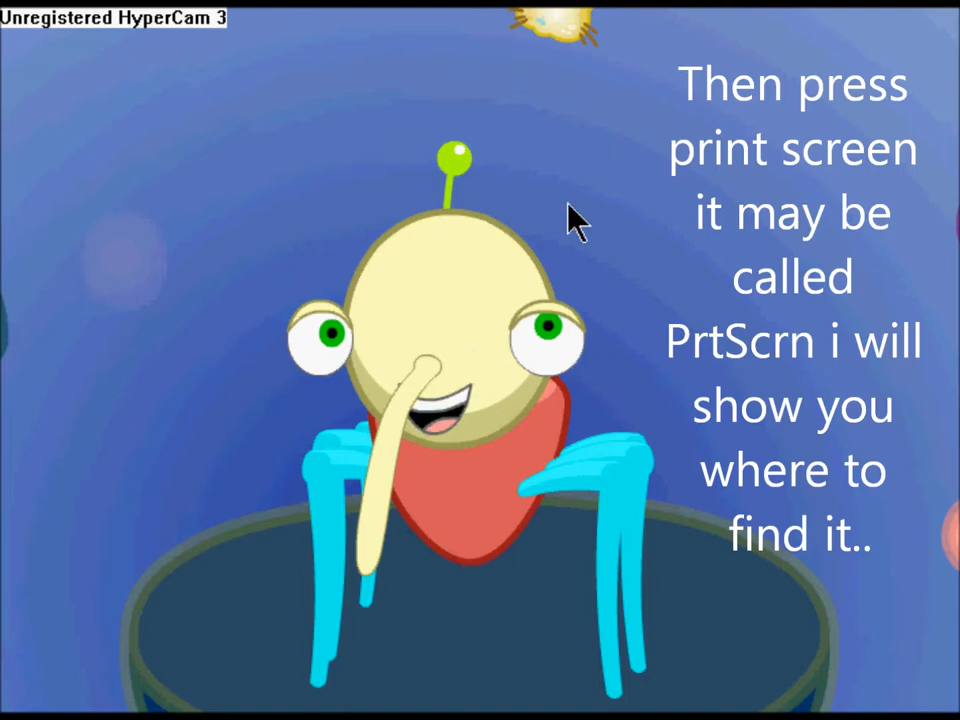 Unregistered HyperCam 3
Then press
print screen
it may be
called
PrtScrn i will
show you
where to
find it..